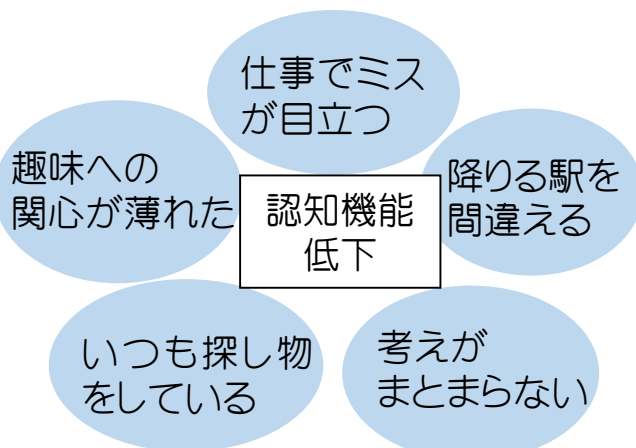 仕事でミス
が目立つ
趣味への
関心が薄れた
降りる駅を
間違える
認知機能
低下
いつも探し物
をしている
考えが
まとまらない